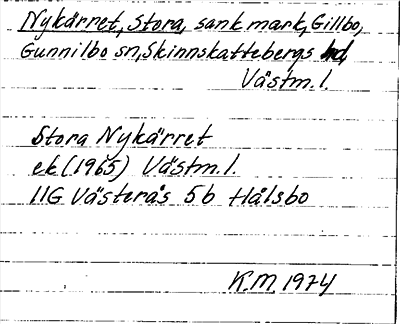 Nykärret, Stora, sank mark, Gillbo,
Gunnilbo sn, Skinnskattebergs hd,
Västm.l.
Stora Nykärret
ek (1965) Västm.l.
11G Västerås 5b Hålsbo
K.M. 1974